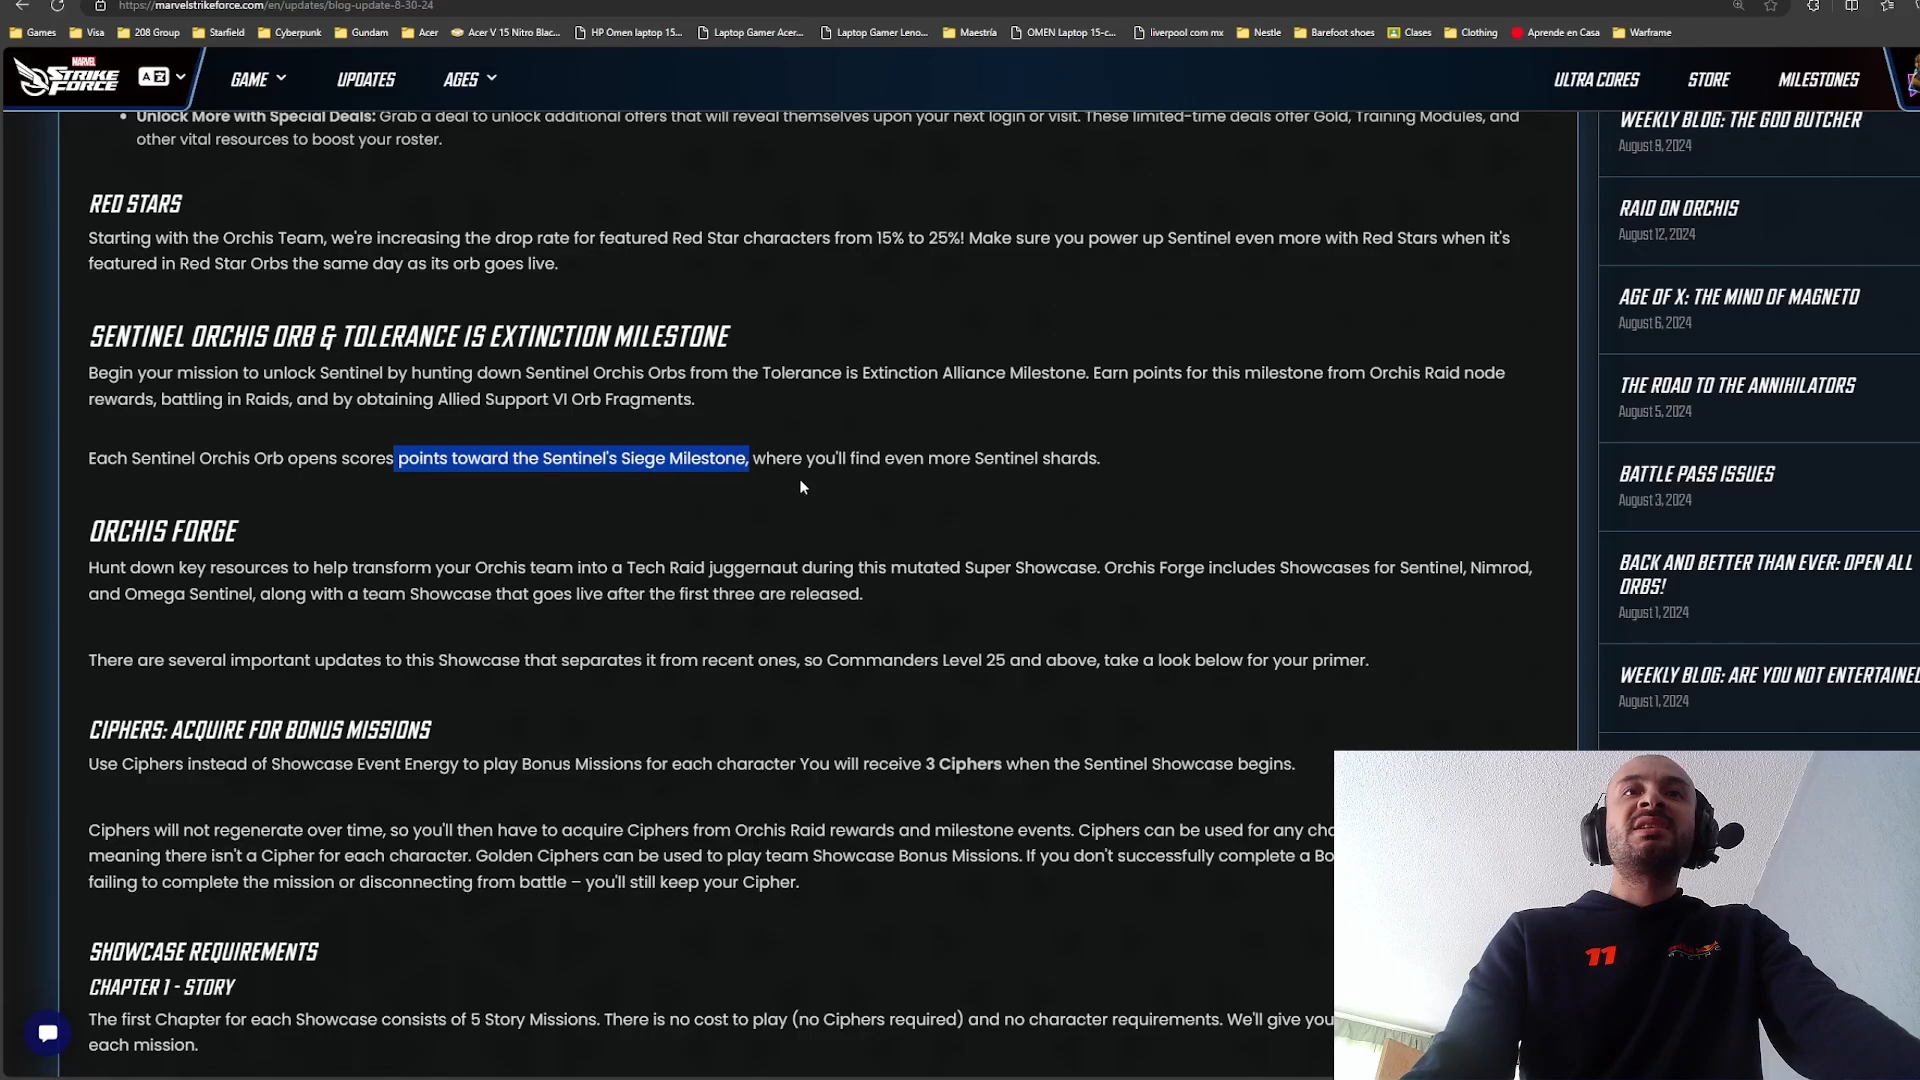 https://marvelstrikeforce.com/en/updates/blog-update-8-30-24
Games Visa 208 Group Starfield Cyberpunk Gundam Acer Acer V 15 Nitro Blac... HP Omen laptop 15... Laptop Gamer Acer... Laptop Gamer Leno... Maestría OMEN Laptop 15-c... liverpool com mx Nestle Barefoot shoes Clases Clothing Aprende en Casa Warframe
MARVEL
STRIKE
FORCE
GAME UPDATES AGES ULTRA CORES STORE MILESTONES
• Unlock More with Special Deals: Grab a deal to unlock additional offers that will reveal themselves upon your next login or visit. These limited-time deals offer Gold, Training Modules, and
other vital resources to boost your roster.
RED STARS
Starting with the Orchis Team, we're increasing the drop rate for featured Red Star characters from 15% to 25%! Make sure you power up Sentinel even more with Red Stars when it's
featured in Red Star Orbs the same day as its orb goes live.
SENTINEL ORCHIS ORB & TOLERANCE IS EXTINCTION MILESTONE
Begin your mission to unlock Sentinel by hunting down Sentinel Orchis Orbs from the Tolerance is Extinction Alliance Milestone. Earn points for this milestone from Orchis Raid node
rewards, battling in Raids, and by obtaining Allied Support VI Orb Fragments.
Each Sentinel Orchis Orb opens scores points toward the Sentinel's Siege Milestone, where you'll find even more Sentinel shards.
ORCHIS FORGE
Hunt down key resources to help transform your Orchis team into a Tech Raid juggernaut during this mutated Super Showcase. Orchis Forge includes Showcases for Sentinel, Nimrod,
and Omega Sentinel, along with a team Showcase that goes live after the first three are released.
There are several important updates to this Showcase that separates it from recent ones, so Commanders Level 25 and above, take a look below for your primer.
CIPHERS: ACQUIRE FOR BONUS MISSIONS
Use Ciphers instead of Showcase Event Energy to play Bonus Missions for each character You will receive 3 Ciphers when the Sentinel Showcase begins.
Ciphers will not regenerate over time, so you'll then have to acquire Ciphers from Orchis Raid rewards and milestone events. Ciphers can be used for any cha
meaning there isn't a Cipher for each character. Golden Ciphers can be used to play team Showcase Bonus Missions. If you don't successfully complete a Bo
failing to complete the mission or disconnecting from battle – you'll still keep your Cipher.
SHOWCASE REQUIREMENTS
CHAPTER 1 - STORY
The first Chapter for each Showcase consists of 5 Story Missions. There is no cost to play (no Ciphers required) and no character requirements. We'll give you
each mission.
WEEKLY BLOG: THE GOD BUTCHER
August 9, 2024
RAID ON ORCHIS
August 12, 2024
AGE OF X: THE MIND OF MAGNETO
August 6, 2024
THE ROAD TO THE ANNIHILATORS
August 5, 2024
BATTLE PASS ISSUES
August 3, 2024
BACK AND BETTER THAN EVER: OPEN ALL
ORBS!
August 1, 2024
WEEKLY BLOG: ARE YOU NOT ENTERTAINE
August 1, 2024
11